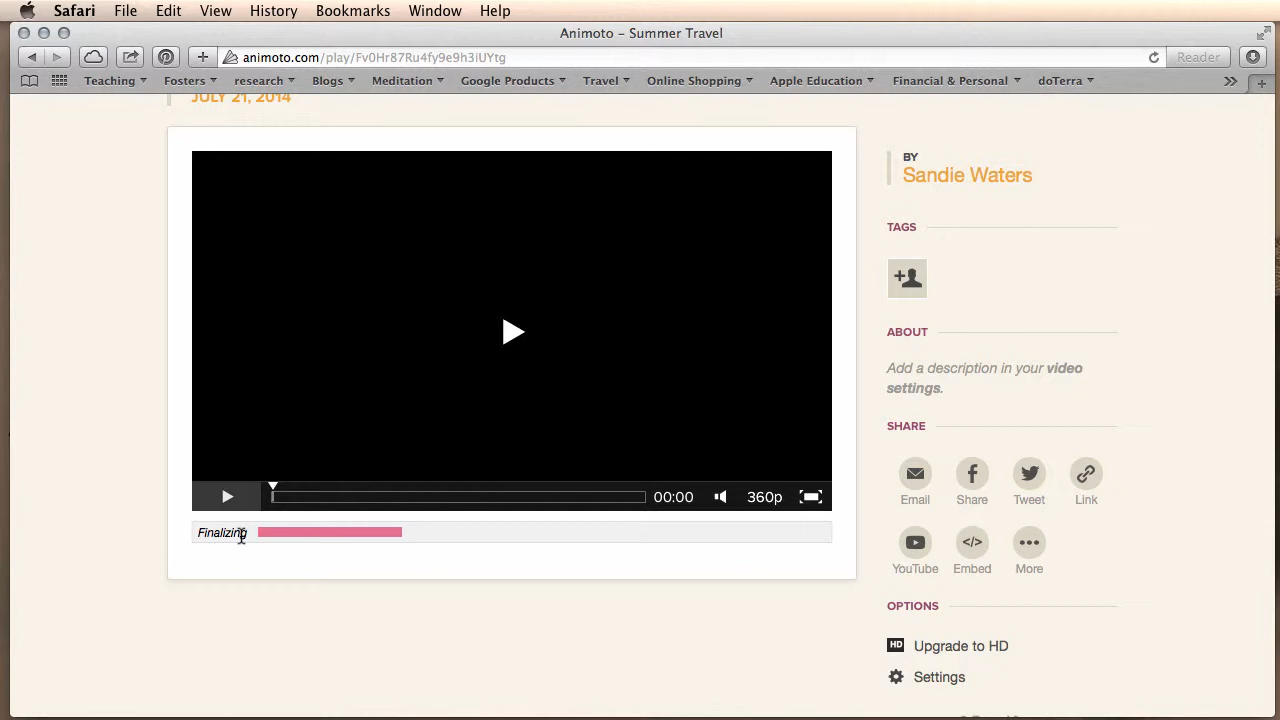 Safari File Edit View History Bookmarks Window Help
Animoto – Summer Travel
animoto.com/play/Fv0Hr87Ru4fy9e9h3iUYtg
Reader
Teaching Fosters research Blogs Meditation Google Products Travel Online Shopping Apple Education Financial & Personal doTerra
JULY 21, 2014
BY
Sandie Waters
TAGS
ABOUT
Add a description in your video
settings.
SHARE
Email Share Tweet Link
YouTube Embed More
00:00 360p
Finalizing
OPTIONS
HD Upgrade to HD
Settings